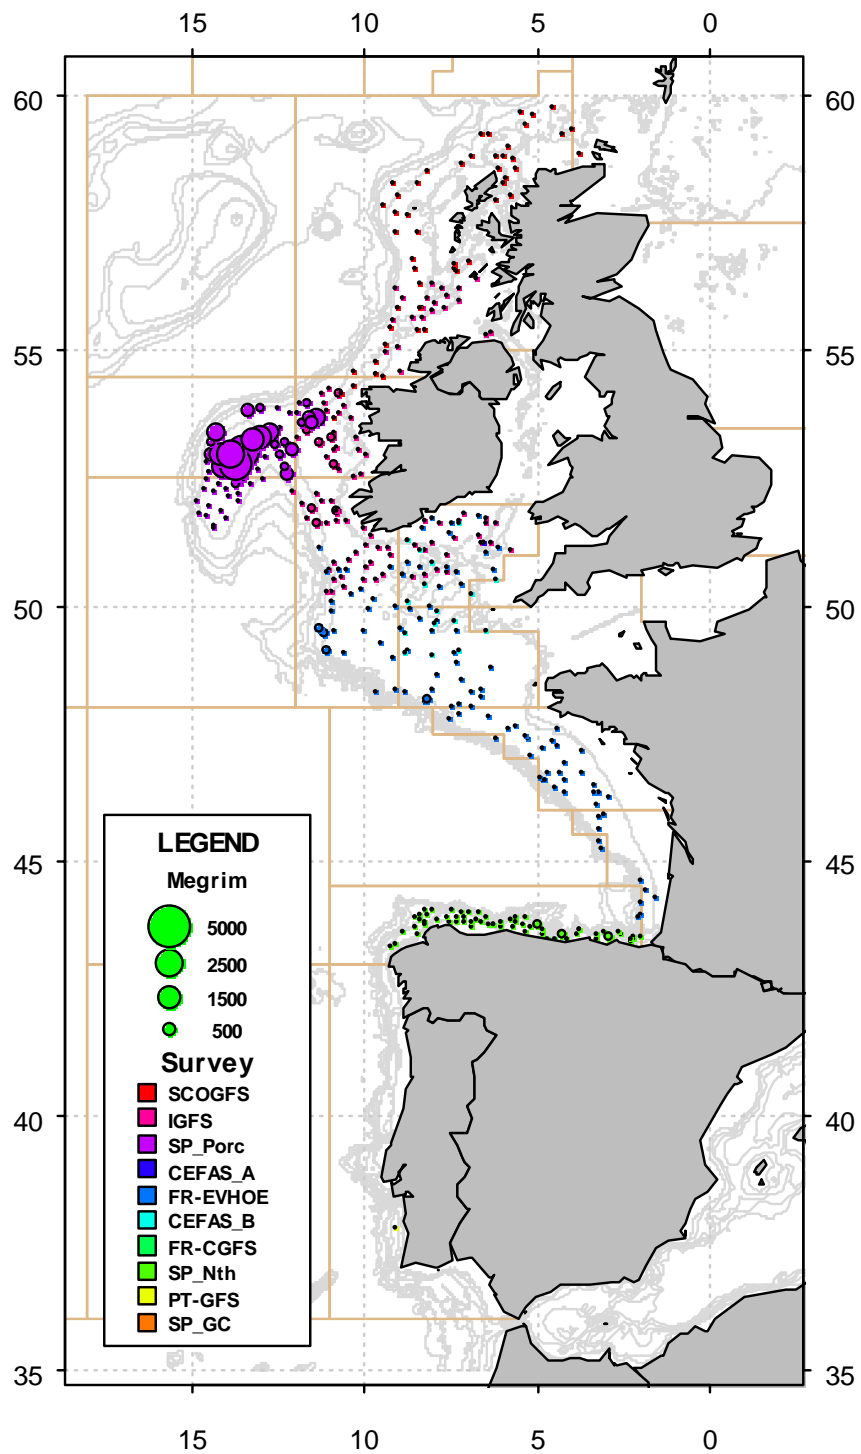 15 10 5 0
60 60
55 55
50 50
45 45
LEGEND
Megrim
5000
2500
1500
500
Survey
SCOGFS
IGFS
SP_Porc
CEFAS_A
FR-EVHOE
CEFAS_B
FR-CGFS
SP_Nth
PT-GFS
SP_GC
40 40
35 35
15 10 5 0